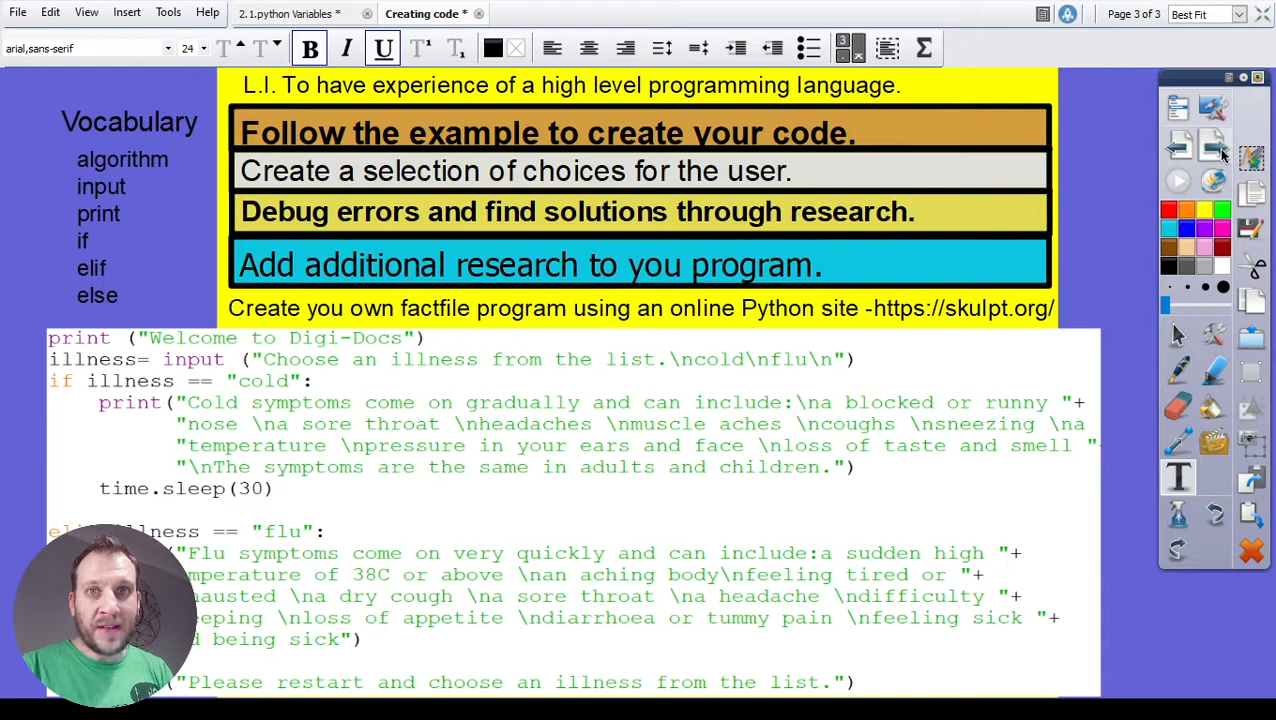 File Edit View Insert Tools Help 2.1.python Variables * Creating code * Page 3 of 3 Best Fit
arial,sans-serif 24 T T B I U T¹ T₁ 3 Σ
L.I. To have experience of a high level programming language.
Vocabulary
algorithm
input
print
if
elif
else
Follow the example to create your code.
Create a selection of choices for the user.
Debug errors and find solutions through research.
Add additional research to you program.
Create you own factfile program using an online Python site -https://skulpt.org/
print ("Welcome to Digi-Docs")
illness= input ("Choose an illness from the list.\ncold\nflu\n")
if illness == "cold":
print("Cold symptoms come on gradually and can include:\na blocked or runny "+
"nose \na sore throat \nheadaches \nmuscle aches \ncoughs \nsneezing \na
"temperature \npressure in your ears and face \nloss of taste and smell "
"\nThe symptoms are the same in adults and children.")
time.sleep(30)
illness == "flu":
("Flu symptoms come on very quickly and can include:a sudden high "+
mperature of 38C or above \nan aching body\nfeeling tired or "+
hausted \na dry cough \na sore throat \na headache \ndifficulty "+
eeping \nloss of appetite \ndiarrhoea or tummy pain \nfeeling sick "+
d being sick")
("Please restart and choose an illness from the list.")
T